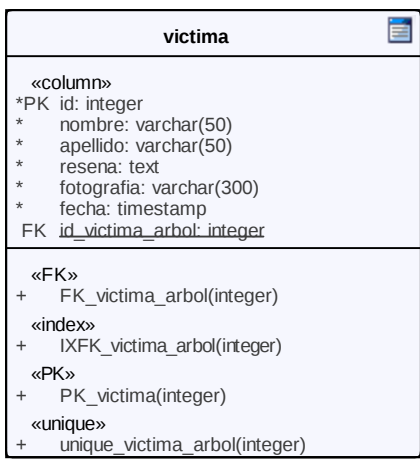 victima
«column»
*PK id: integer
* nombre: varchar(50)
* apellido: varchar(50)
* resena: text
* fotografia: varchar(300)
* fecha: timestamp
FK id_victima_arbol: integer
«FK»
+ FK_victima_arbol(integer)
«index»
+ IXFK_victima_arbol(integer)
«PK»
+ PK_victima(integer)
«unique»
+ unique_victima_arbol(integer)